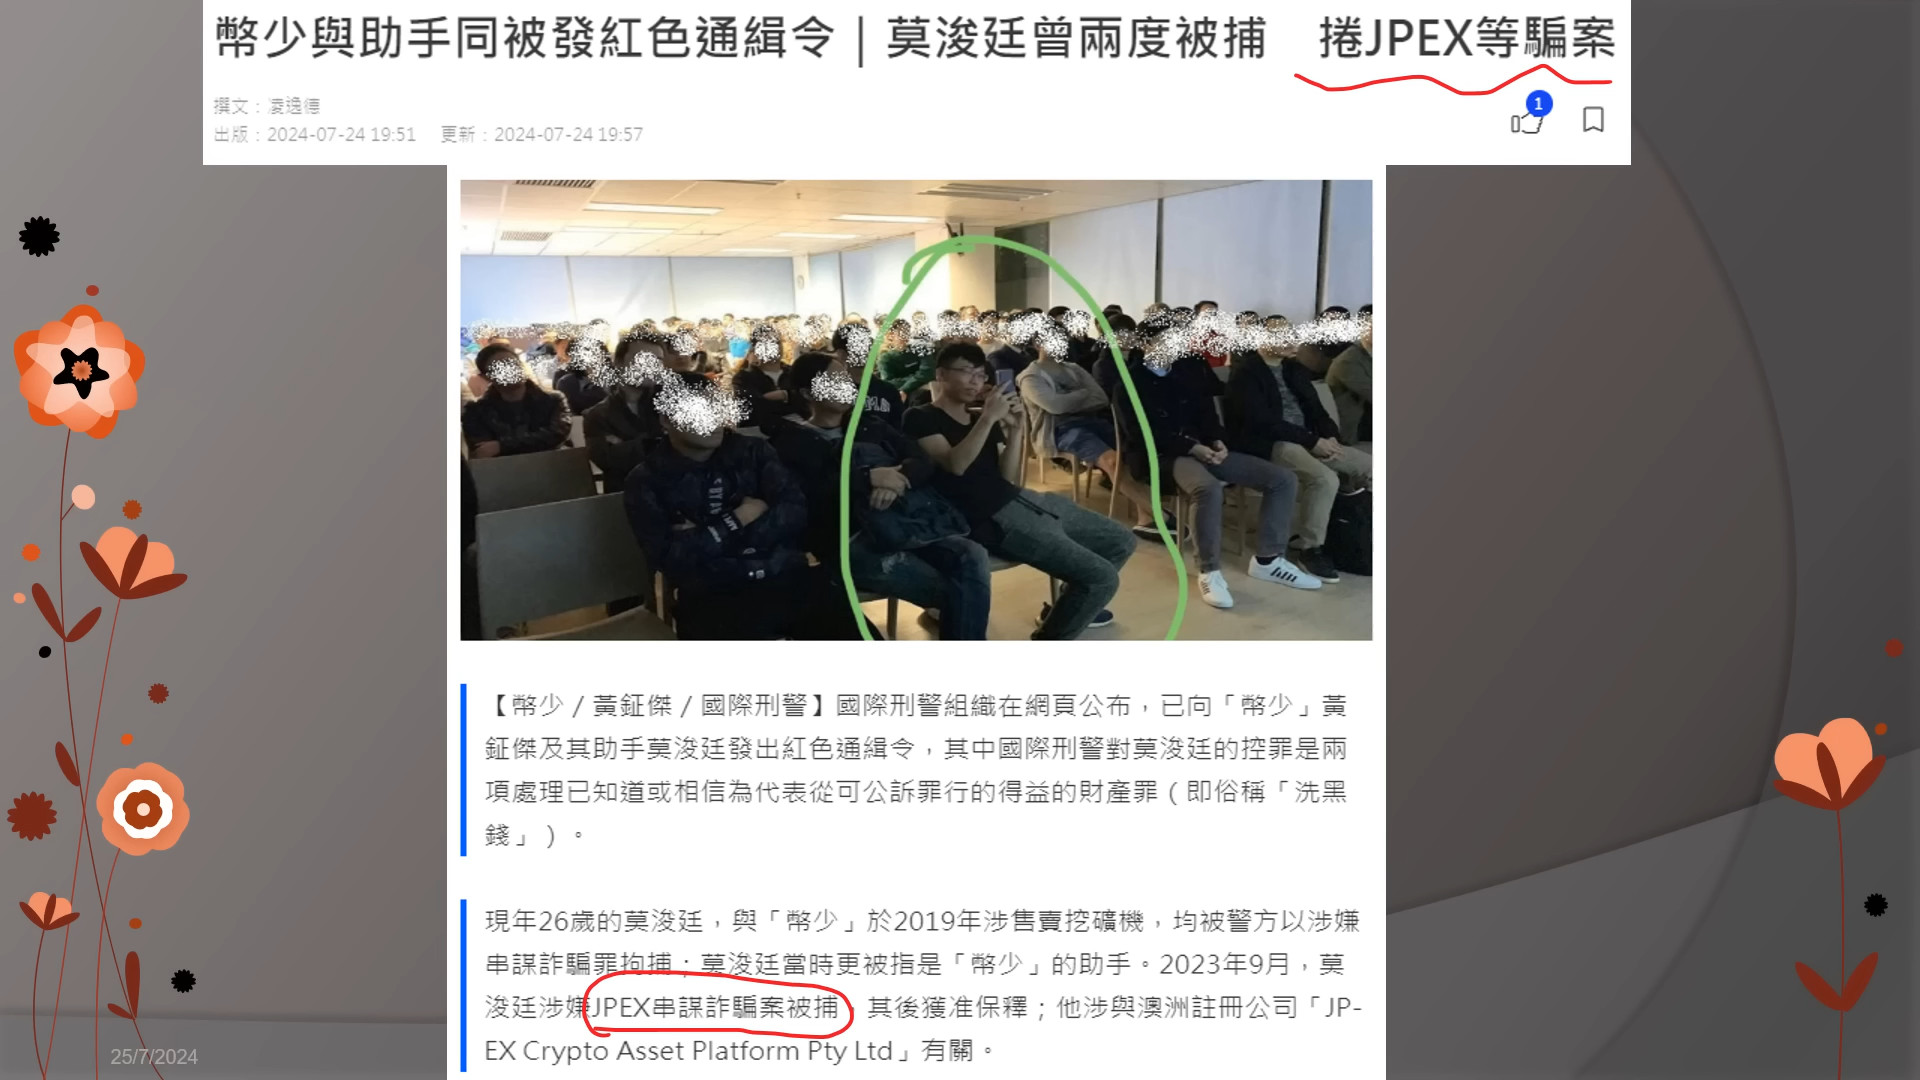 幣少與助手同被發紅色通緝令｜莫浚廷曾兩度被捕　捲JPEX等騙案
撰文：凌逸德
出版：2024-07-24 19:51　更新：2024-07-24 19:57
1
【幣少／黃鉦傑／國際刑警】國際刑警組織在網頁公布，已向「幣少」黃
鉦傑及其助手莫浚廷發出紅色通緝令，其中國際刑警對莫浚廷的控罪是兩
項處理已知道或相信為代表從可公訴罪行的得益的財產罪（即俗稱「洗黑
錢」）。
現年26歲的莫浚廷，與「幣少」於2019年涉售賣挖礦機，均被警方以涉嫌
串謀詐騙罪拘捕；莫浚廷當時更被指是「幣少」的助手。2023年9月，莫
浚廷涉嫌JPEX串謀詐騙案被捕，其後獲准保釋；他涉與澳洲註冊公司「JP-
EX Crypto Asset Platform Pty Ltd」有關。
25/7/2024